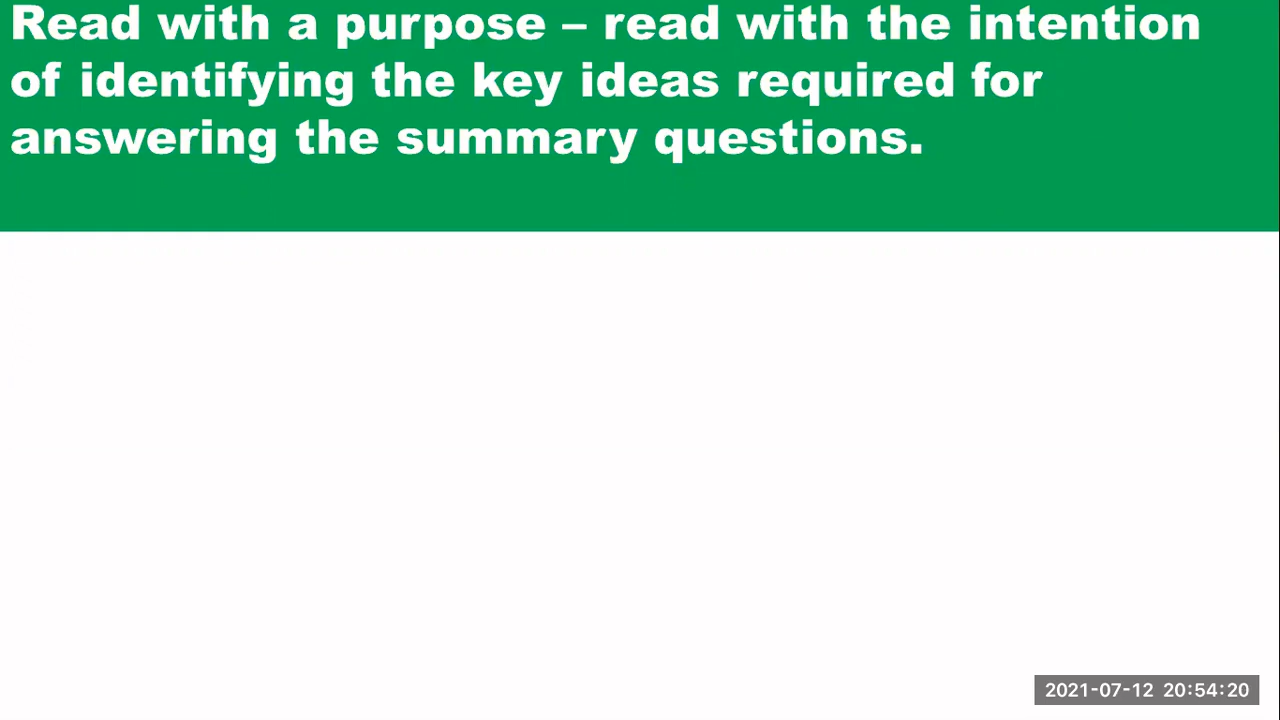 Read with a purpose – read with the intention
of identifying the key ideas required for
answering the summary questions.
2021-07-12 20:54:20